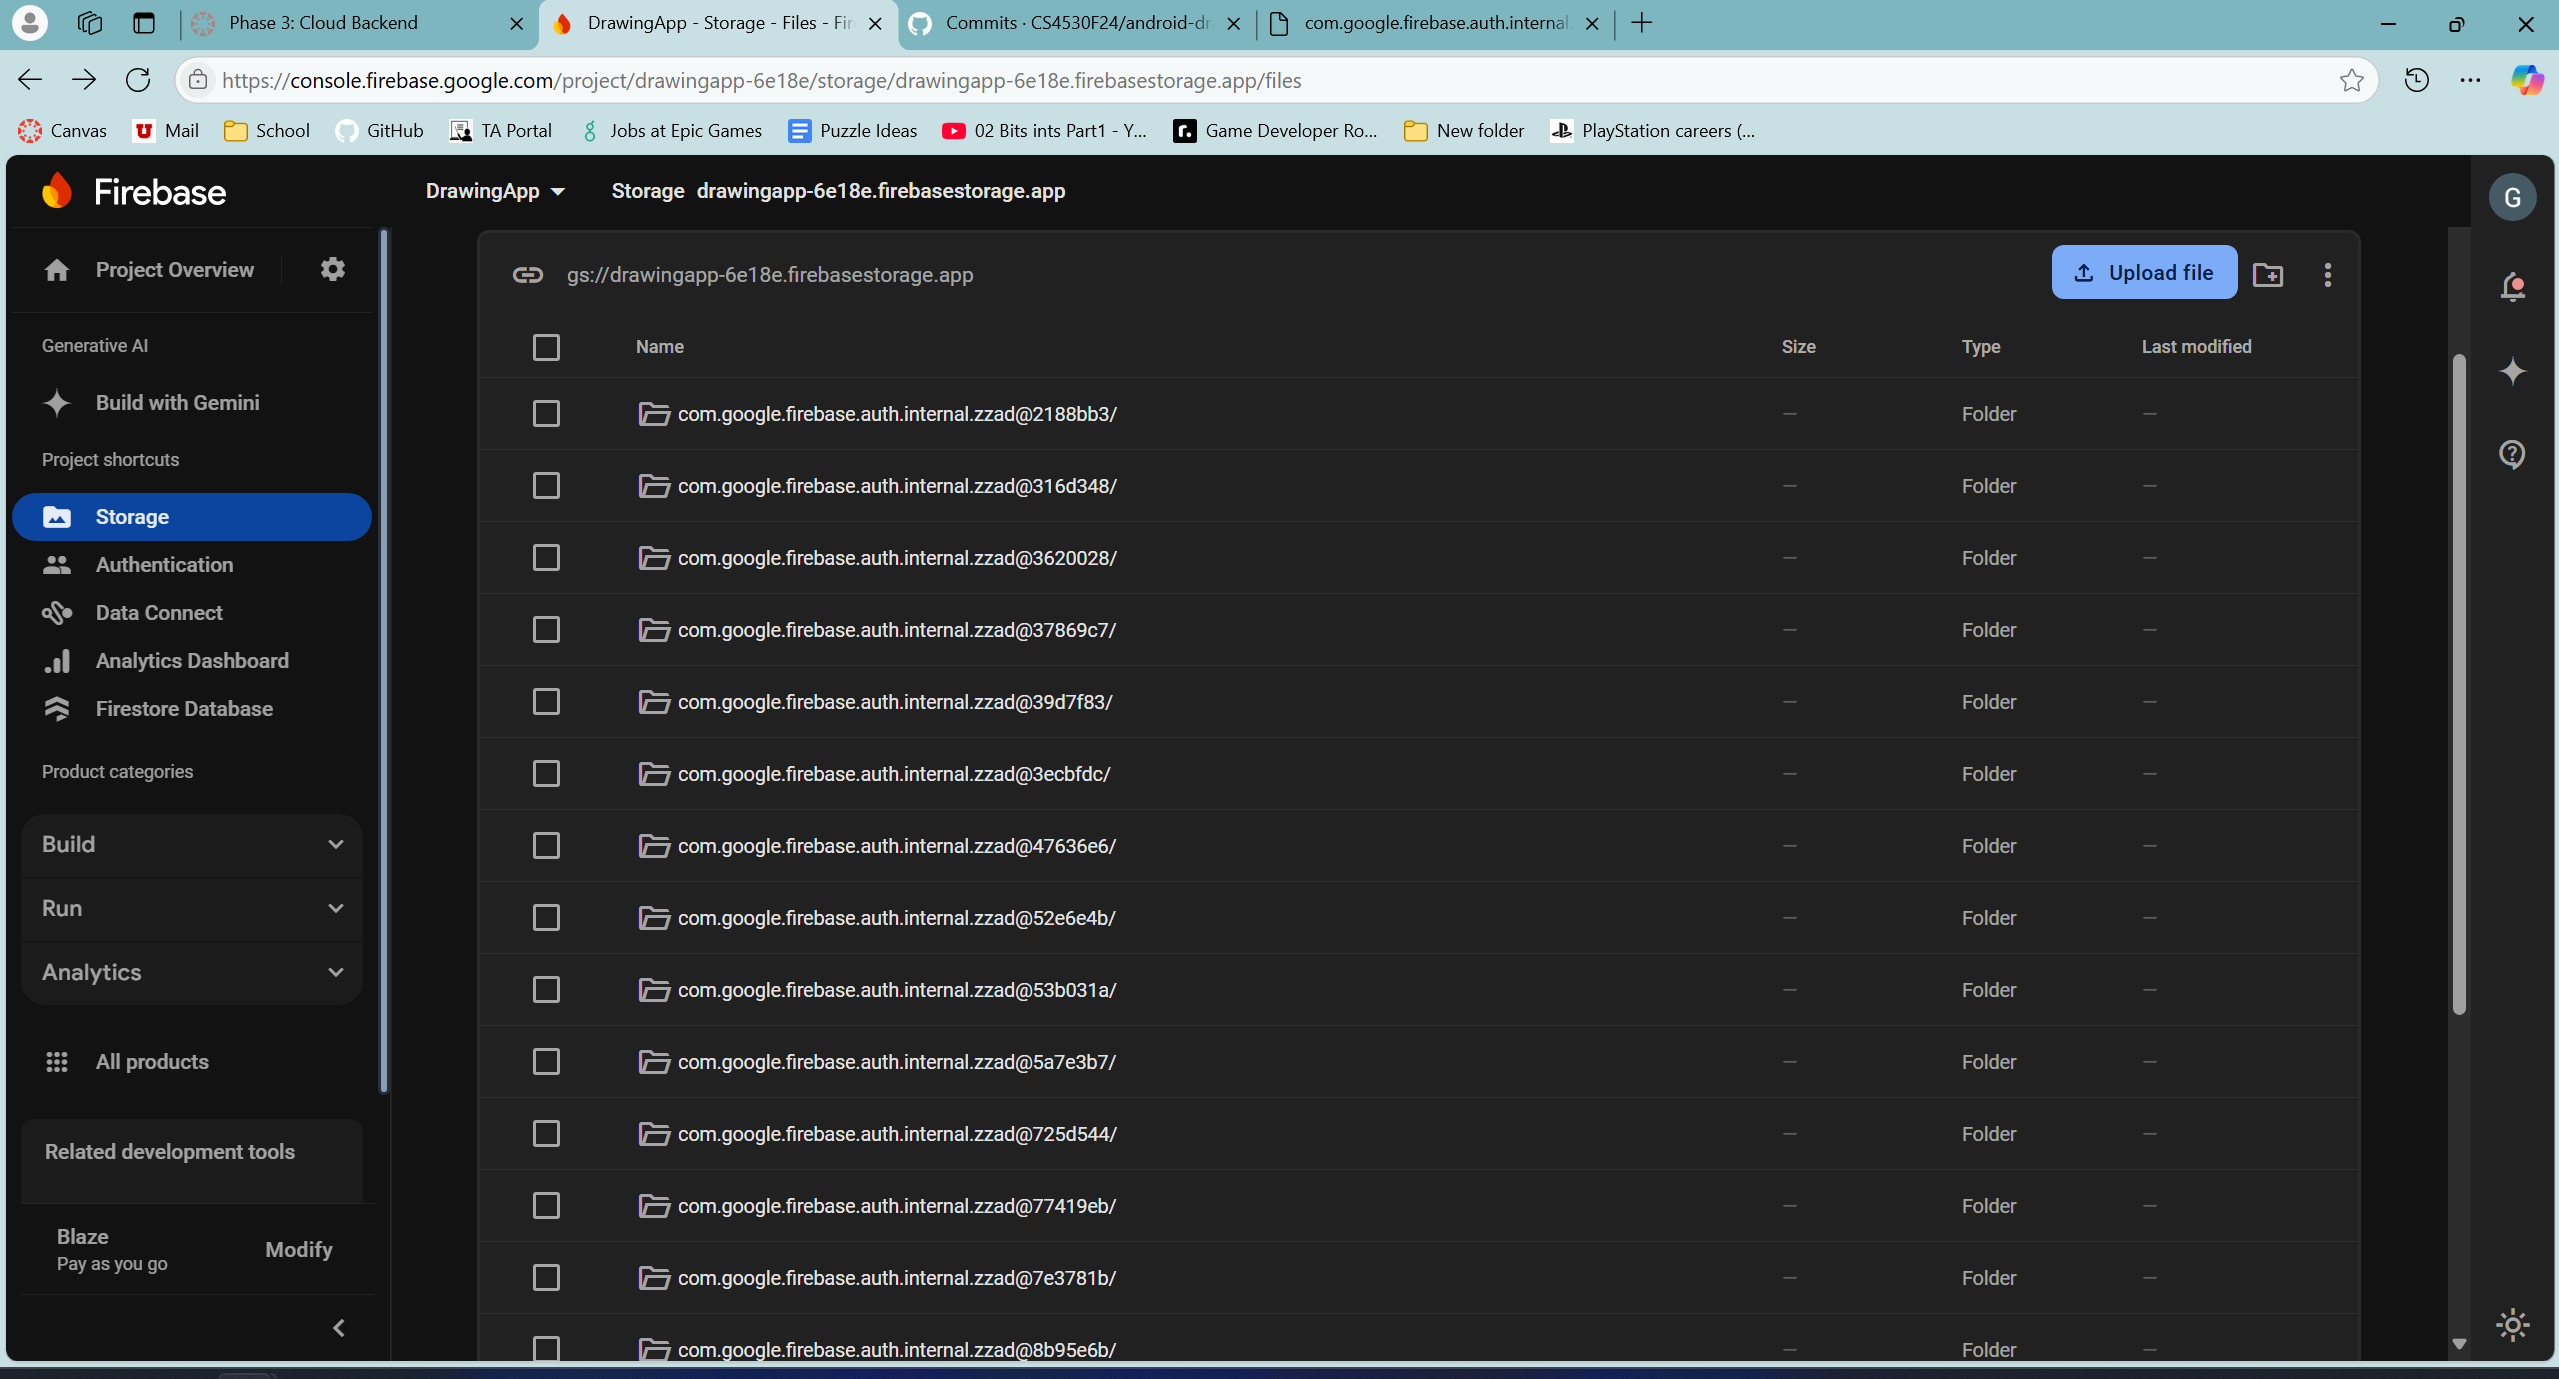 Phase 3: Cloud Backend
DrawingApp - Storage - Files - Fir
Commits · CS4530F24/android-dr
com.google.firebase.auth.internal.
https://console.firebase.google.com/project/drawingapp-6e18e/storage/drawingapp-6e18e.firebasestorage.app/files
Canvas
Mail
School
GitHub
TA Portal
Jobs at Epic Games
Puzzle Ideas
02 Bits ints Part1 - Y...
Game Developer Ro...
New folder
PlayStation careers (...
Firebase
DrawingApp
Storage drawingapp-6e18e.firebasestorage.app
G
Project Overview
Generative AI
Build with Gemini
Project shortcuts
Storage
Authentication
Data Connect
Analytics Dashboard
Firestore Database
Product categories
Build
Run
Analytics
All products
Related development tools
Blaze
Pay as you go
Modify
gs://drawingapp-6e18e.firebasestorage.app
Upload file
Name Size Type Last modified
com.google.firebase.auth.internal.zzad@2188bb3/ — Folder —
com.google.firebase.auth.internal.zzad@316d348/ — Folder —
com.google.firebase.auth.internal.zzad@3620028/ — Folder —
com.google.firebase.auth.internal.zzad@37869c7/ — Folder —
com.google.firebase.auth.internal.zzad@39d7f83/ — Folder —
com.google.firebase.auth.internal.zzad@3ecbfdc/ — Folder —
com.google.firebase.auth.internal.zzad@47636e6/ — Folder —
com.google.firebase.auth.internal.zzad@52e6e4b/ — Folder —
com.google.firebase.auth.internal.zzad@53b031a/ — Folder —
com.google.firebase.auth.internal.zzad@5a7e3b7/ — Folder —
com.google.firebase.auth.internal.zzad@725d544/ — Folder —
com.google.firebase.auth.internal.zzad@77419eb/ — Folder —
com.google.firebase.auth.internal.zzad@7e3781b/ — Folder —
com.google.firebase.auth.internal.zzad@8b95e6b/ — Folder —